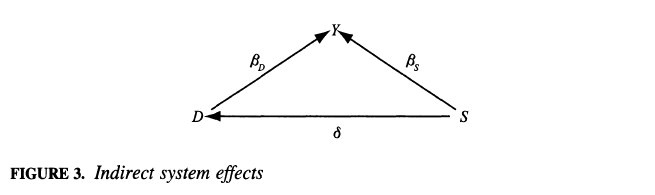 Y
β_D β_S
D S
δ
FIGURE 3. Indirect system effects